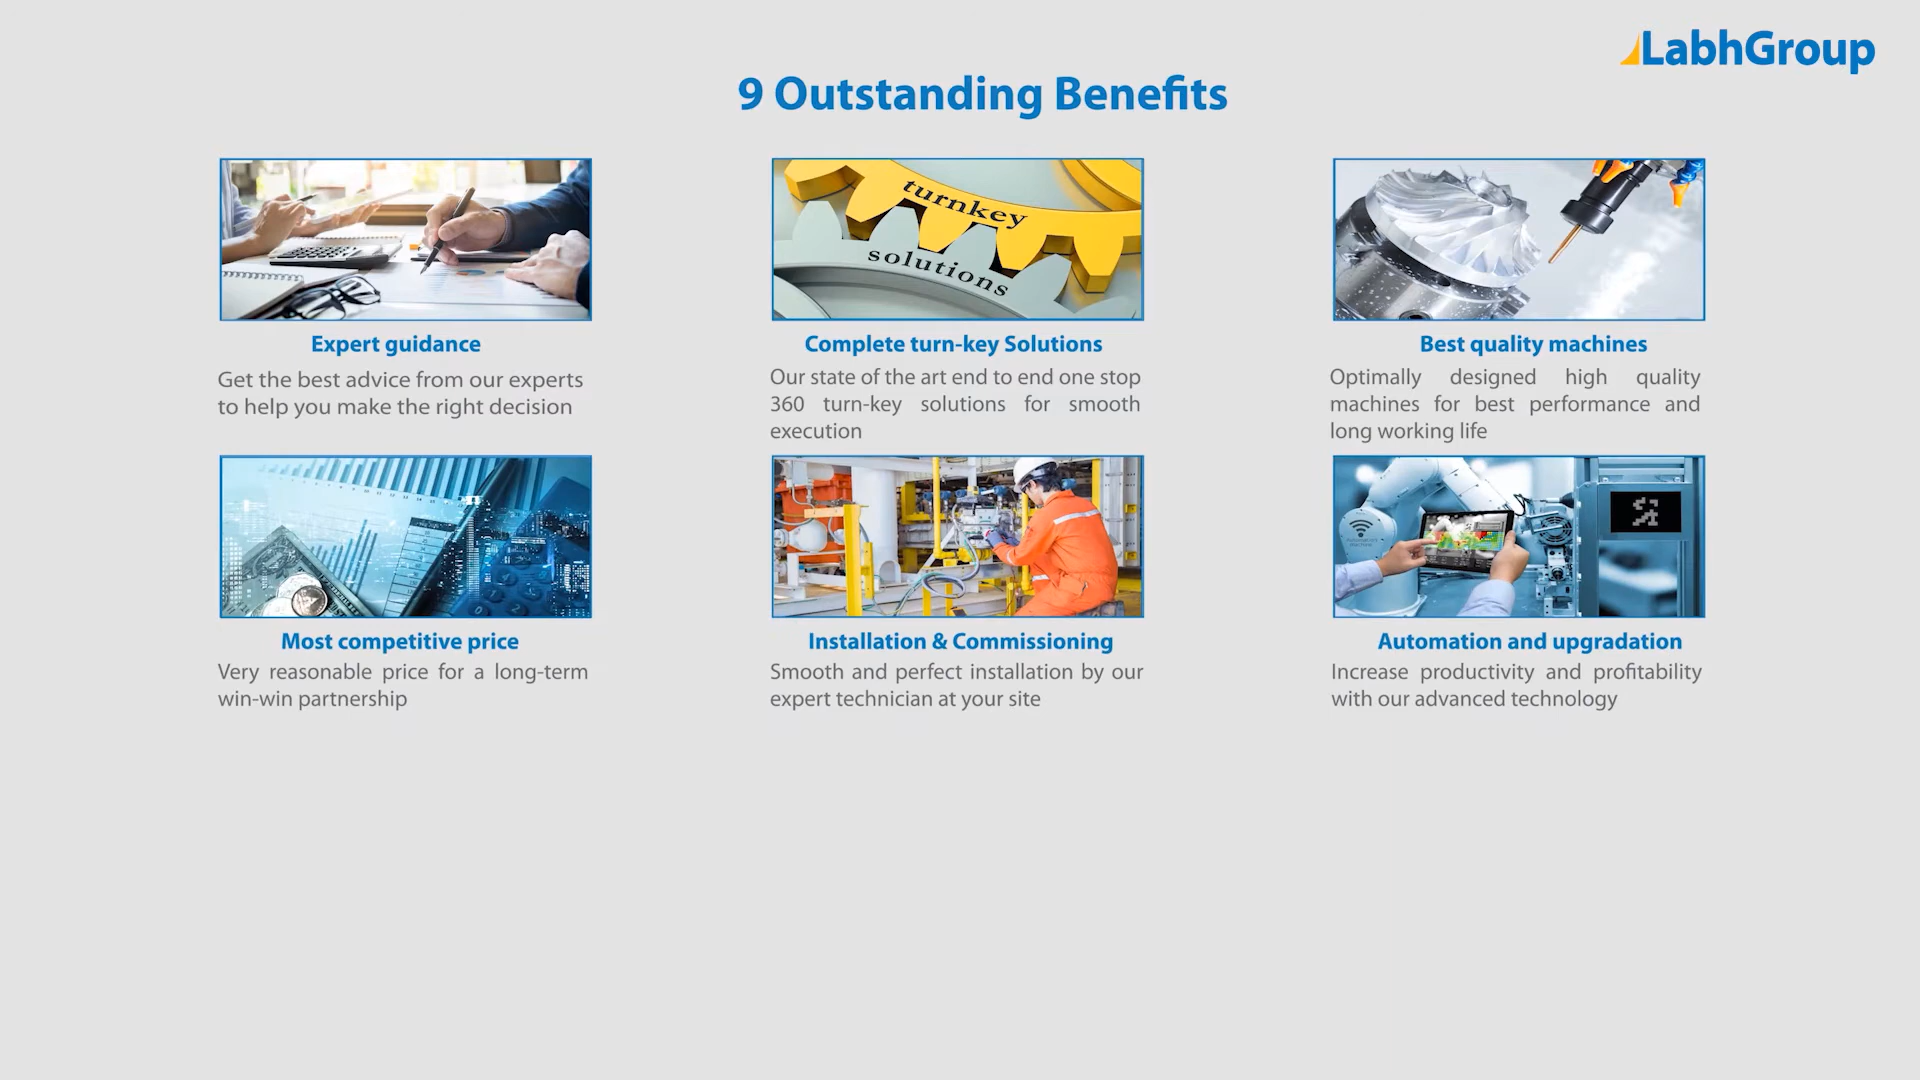 LabhGroup
9 Outstanding Benefits
turnkey
solutions
Expert guidance
Get the best advice from our experts
to help you make the right decision
Complete turn-key Solutions
Our state of the art end to end one stop
360 turn-key solutions for smooth
execution
Best quality machines
Optimally designed high quality
machines for best performance and
long working life
Most competitive price
Very reasonable price for a long-term
win-win partnership
Installation & Commissioning
Smooth and perfect installation by our
expert technician at your site
Automation and upgradation
Increase productivity and profitability
with our advanced technology